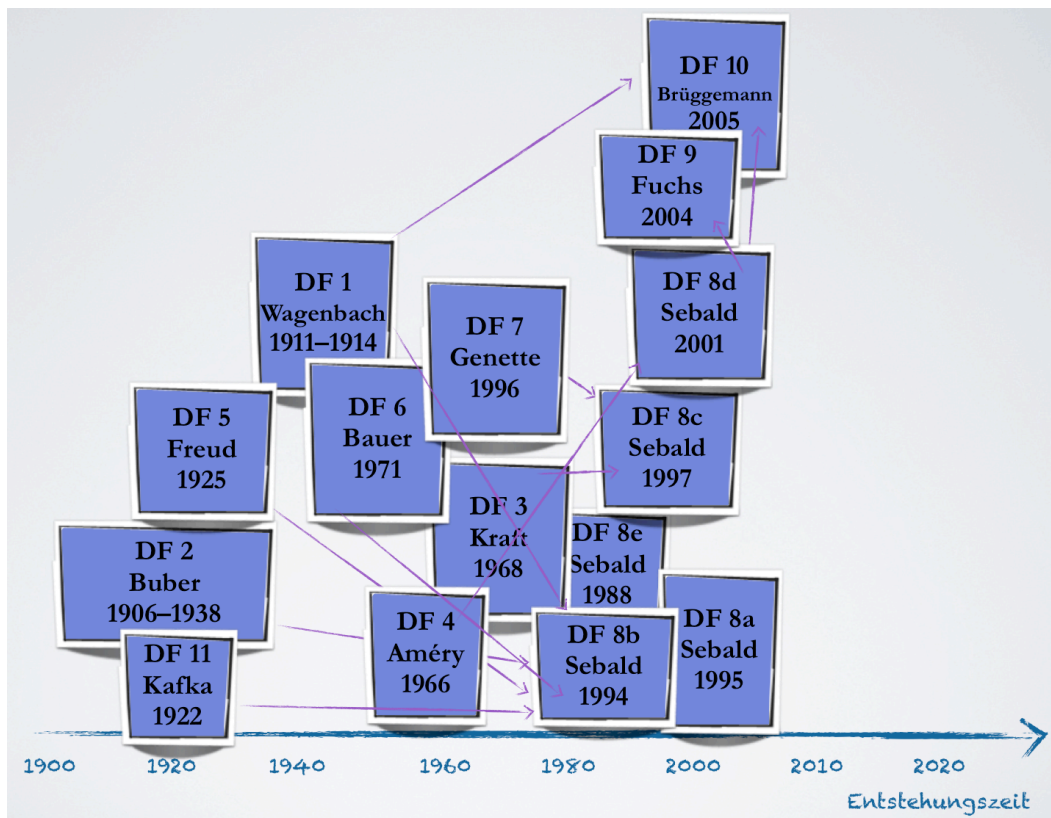 DF 10
Brüggemann
2005
DF 9
Fuchs
2004
DF 1
Wagenbach
1911–1914
DF 8d
Sebald
2001
DF 7
Genette
1996
DF 5
Freud
1925
DF 6
Bauer
1971
DF 8c
Sebald
1997
DF 3
Kraft
1968
DF 8e
Sebald
1988
DF 2
Buber
1906–1938
DF 4
Améry
1966
DF 8b
Sebald
1994
DF 8a
Sebald
1995
DF 11
Kafka
1922
1900 1920 1940 1960 1980 2000 2010 2020
Entstehungszeit